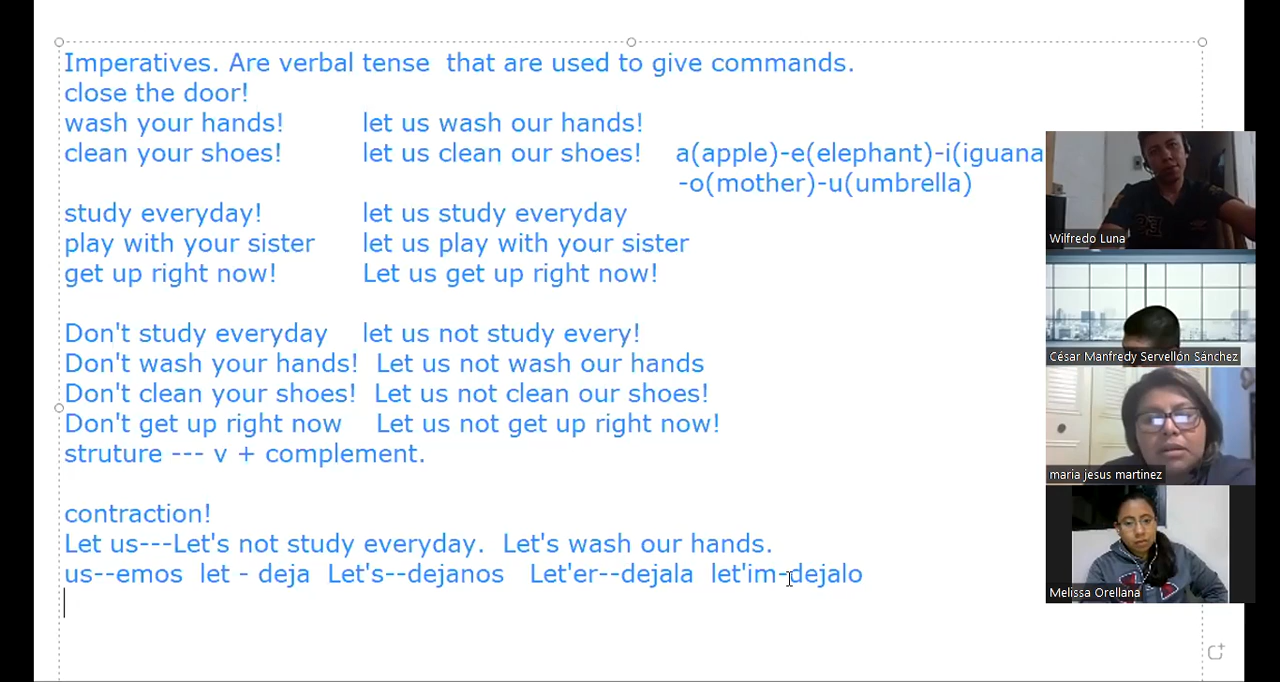 Imperatives. Are verbal tense  that are used to give commands.
close the door!
wash your hands! let us wash our hands!
clean your shoes! let us clean our shoes! a(apple)-e(elephant)-i(iguana
-o(mother)-u(umbrella)
study everyday! let us study everyday
play with your sister let us play with your sister
get up right now! Let us get up right now!
Don't study everyday let us not study every!
Don't wash your hands! Let us not wash our hands
Don't clean your shoes! Let us not clean our shoes!
Don't get up right now Let us not get up right now!
struture --- v + complement.
contraction!
Let us---Let's not study everyday. Let's wash our hands.
us--emos let - deja Let's--dejanos Let'er--dejala let'im-dejalo
Wilfredo Luna
César Manfredy Servellón Sánchez
maria jesus martinez
Melissa Orellana